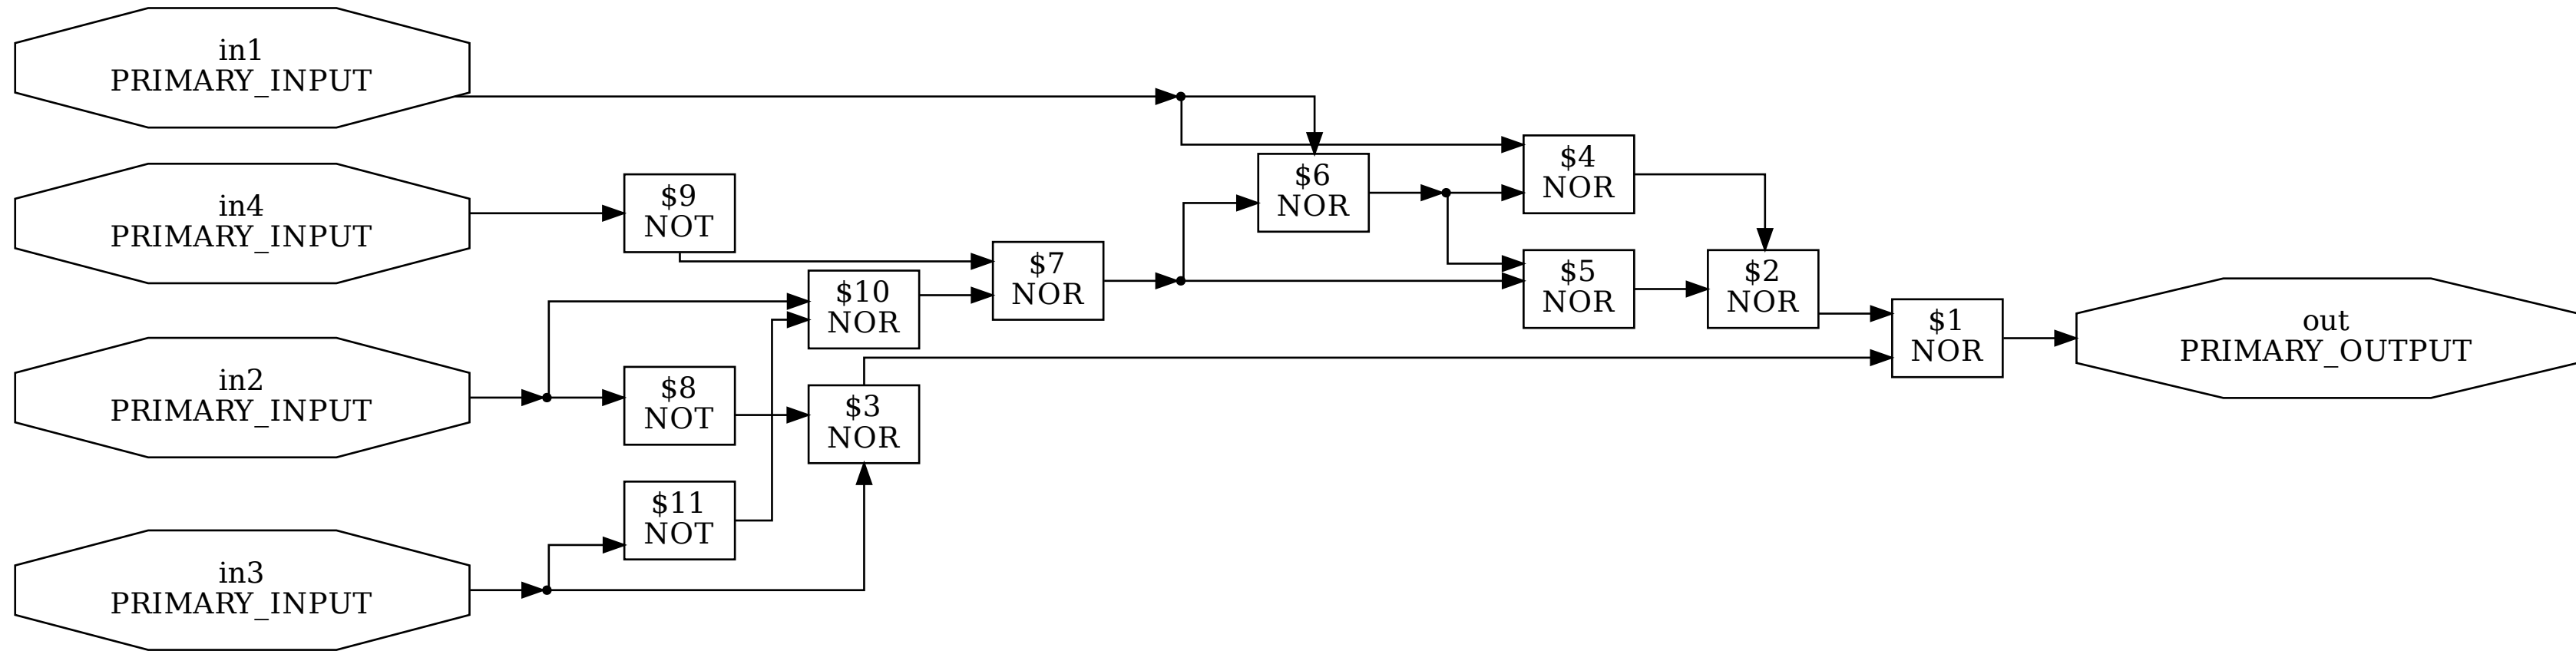 in1
PRIMARY_INPUT
in4
PRIMARY_INPUT
in2
PRIMARY_INPUT
in3
PRIMARY_INPUT
$9
NOT
$8
NOT
$11
NOT
$10
NOR
$3
NOR
$7
NOR
$6
NOR
$4
NOR
$5
NOR
$2
NOR
$1
NOR
out
PRIMARY_OUTPUT